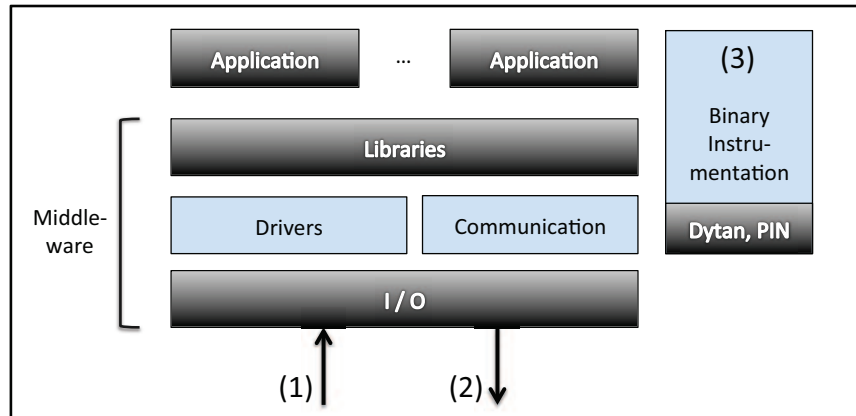 Application
...
Application
(3)
Binary
Instru-
mentation
Dytan, PIN
Middle-
ware
Libraries
Drivers
Communication
I / O
(1)
(2)